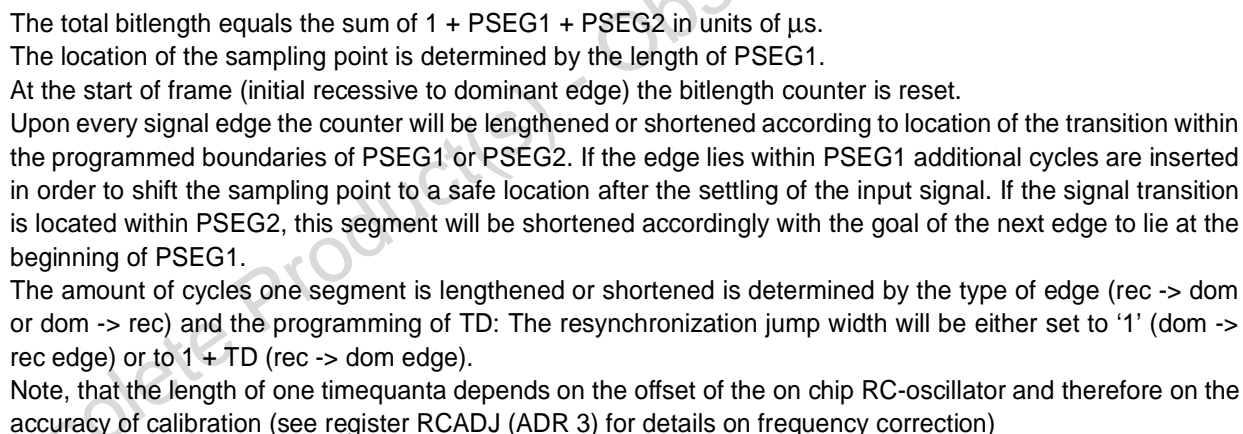 The total bitlength equals the sum of 1 + PSEG1 + PSEG2 in units of µs.
The location of the sampling point is determined by the length of PSEG1.
At the start of frame (initial recessive to dominant edge) the bitlength counter is reset.
Upon every signal edge the counter will be lengthened or shortened according to location of the transition within
the programmed boundaries of PSEG1 or PSEG2. If the edge lies within PSEG1 additional cycles are inserted
in order to shift the sampling point to a safe location after the settling of the input signal. If the signal transition
is located within PSEG2, this segment will be shortened accordingly with the goal of the next edge to lie at the
beginning of PSEG1.
The amount of cycles one segment is lengthened or shortened is determined by the type of edge (rec -> dom
or dom -> rec) and the programming of TD: The resynchronization jump width will be either set to ‘1’ (dom ->
rec edge) or to 1 + TD (rec -> dom edge).
Note, that the length of one timequanta depends on the offset of the on chip RC-oscillator and therefore on the
accuracy of calibration (see register RCADJ (ADR 3) for details on frequency correction)
olete Product(s) - Obs